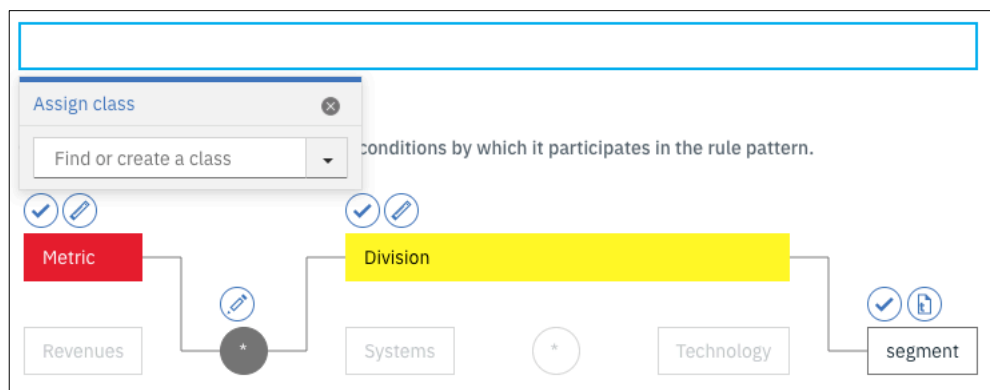 Assign class
Find or create a class
conditions by which it participates in the rule pattern.
Metric
Division
Revenues
*
Systems
*
Technology
segment